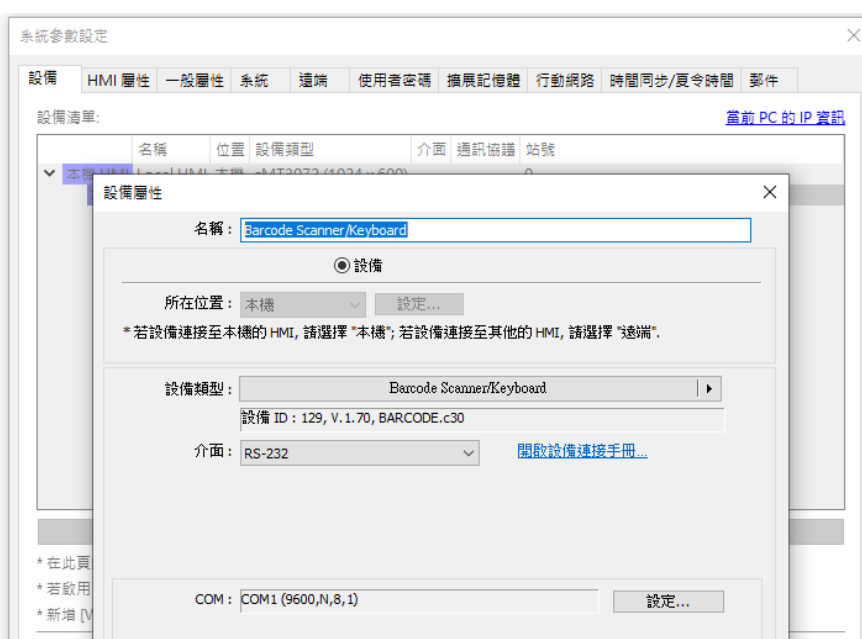 系統參數設定
設備 HMI 屬性 一般屬性 系統 遠端 使用者密碼 擴展記憶體 行動網路 時間同步/夏令時間 郵件
設備清單: 當前 PC 的 IP 資訊
名稱 位置 設備類型 介面 通訊協議 站號
本機 HMI Local HMI 本機 cMT3072 (1024 x 600) 0
設備屬性
名稱 : Barcode Scanner/Keyboard
設備
所在位置 : 本機 設定...
* 若設備連接至本機的 HMI, 請選擇 "本機"; 若設備連接至其他的 HMI, 請選擇 "遠端".
設備類型 : Barcode Scanner/Keyboard
設備 ID : 129, V.1.70, BARCODE.c30
介面 : RS-232 開啟設備連接手冊...
* 在此頁
* 若啟用
COM : COM1 (9600,N,8,1) 設定...
* 新增